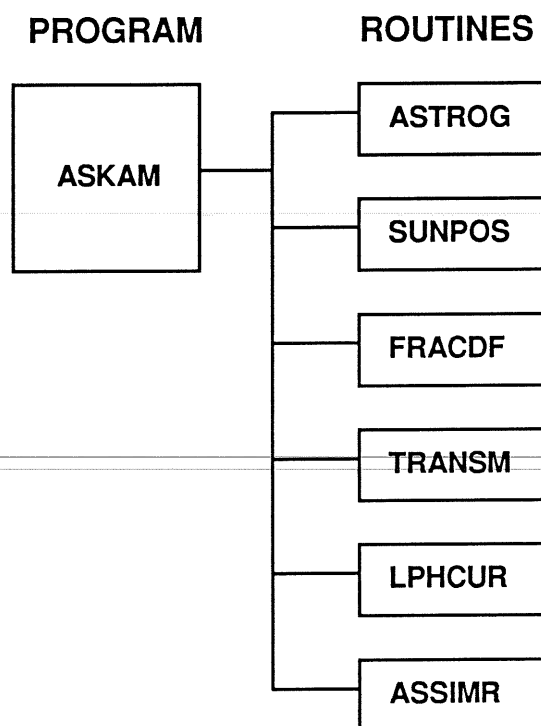 PROGRAM
ROUTINES
ASKAM
ASTROG
SUNPOS
FRACDF
TRANSM
LPHCUR
ASSIMR